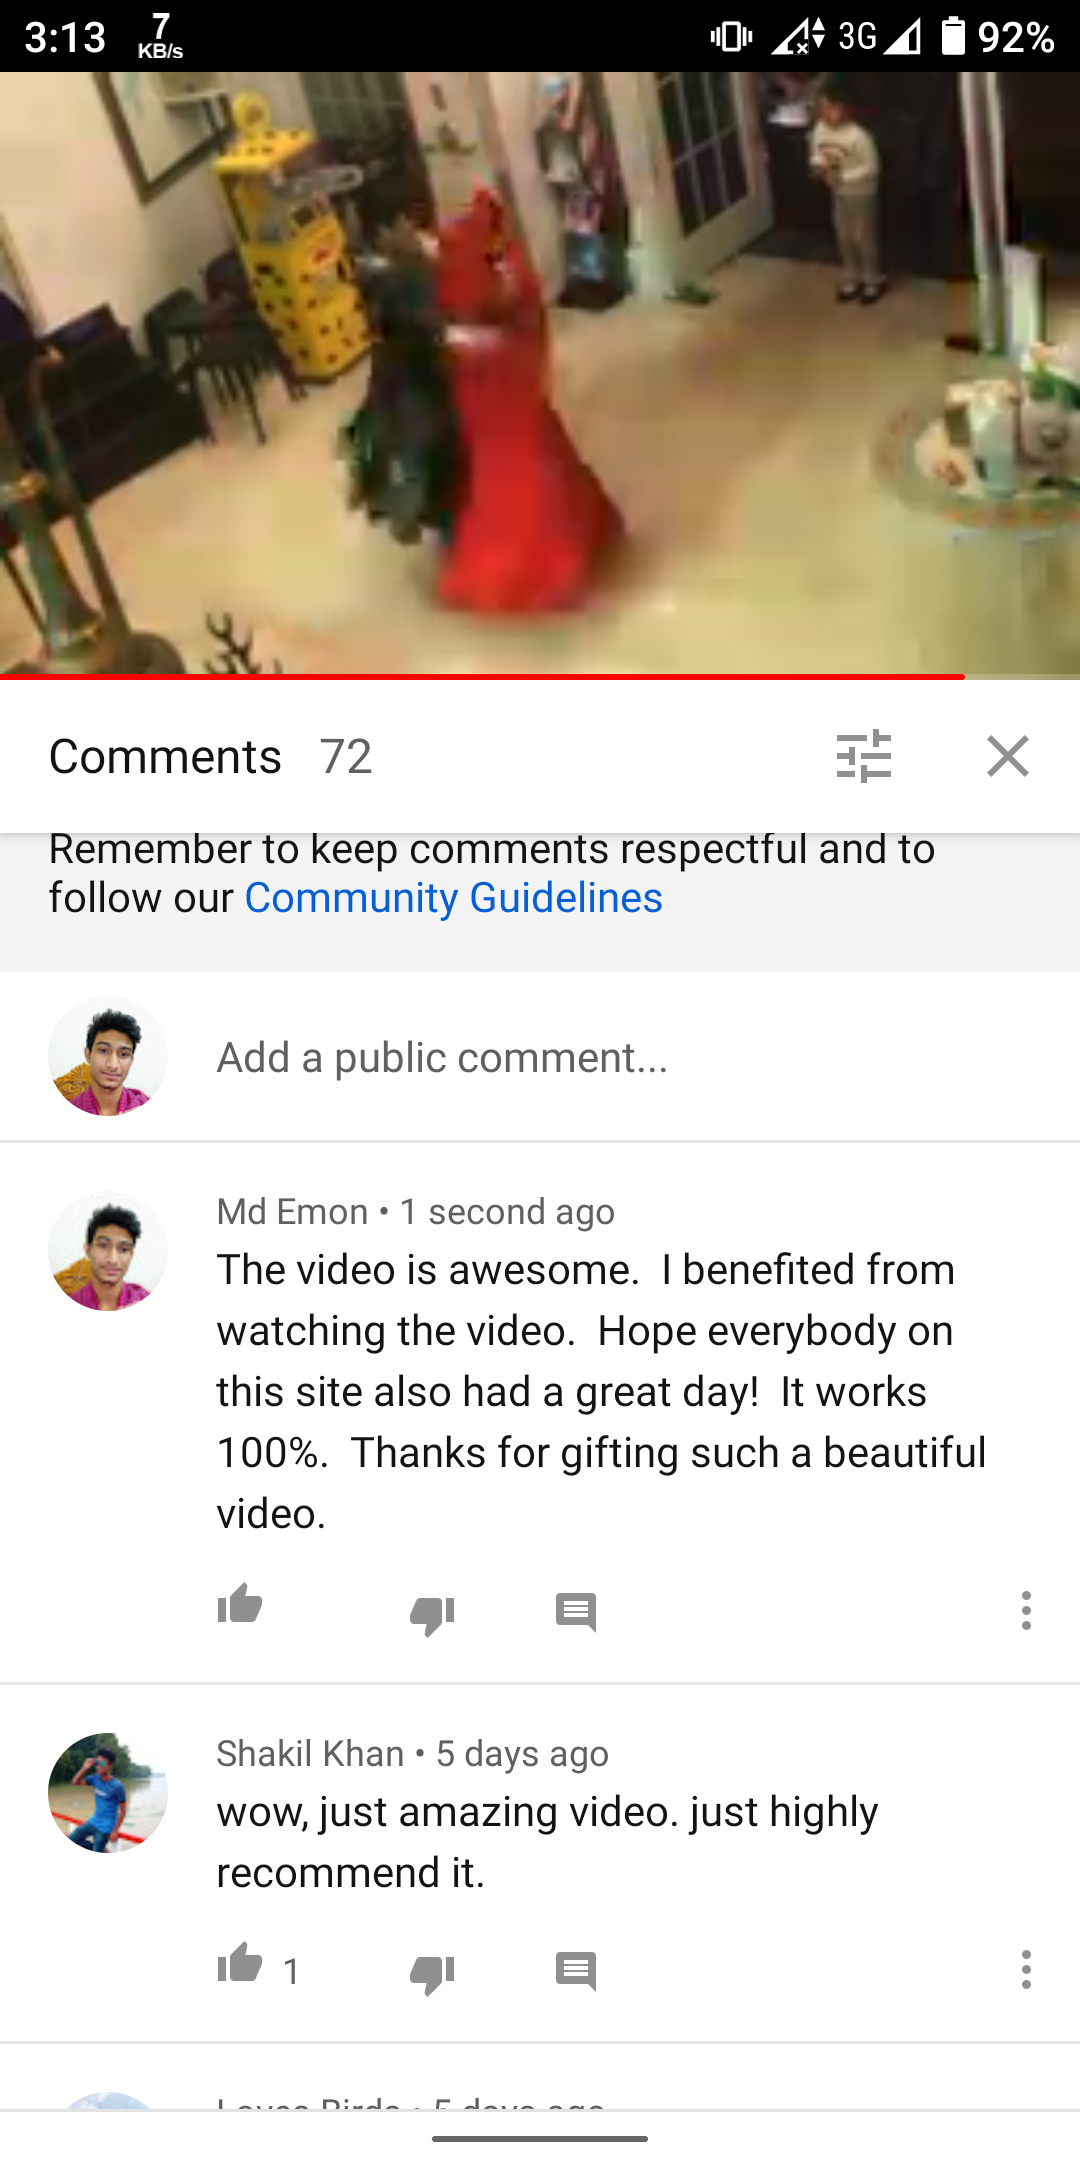 3:13 7 KB/s 3G 92%
Comments 72
Remember to keep comments respectful and to
follow our Community Guidelines
Add a public comment...
Md Emon • 1 second ago
The video is awesome.  I benefited from
watching the video.  Hope everybody on
this site also had a great day!  It works
100%.  Thanks for gifting such a beautiful
video.
Shakil Khan • 5 days ago
wow, just amazing video. just highly
recommend it.
1
• 5 days ago